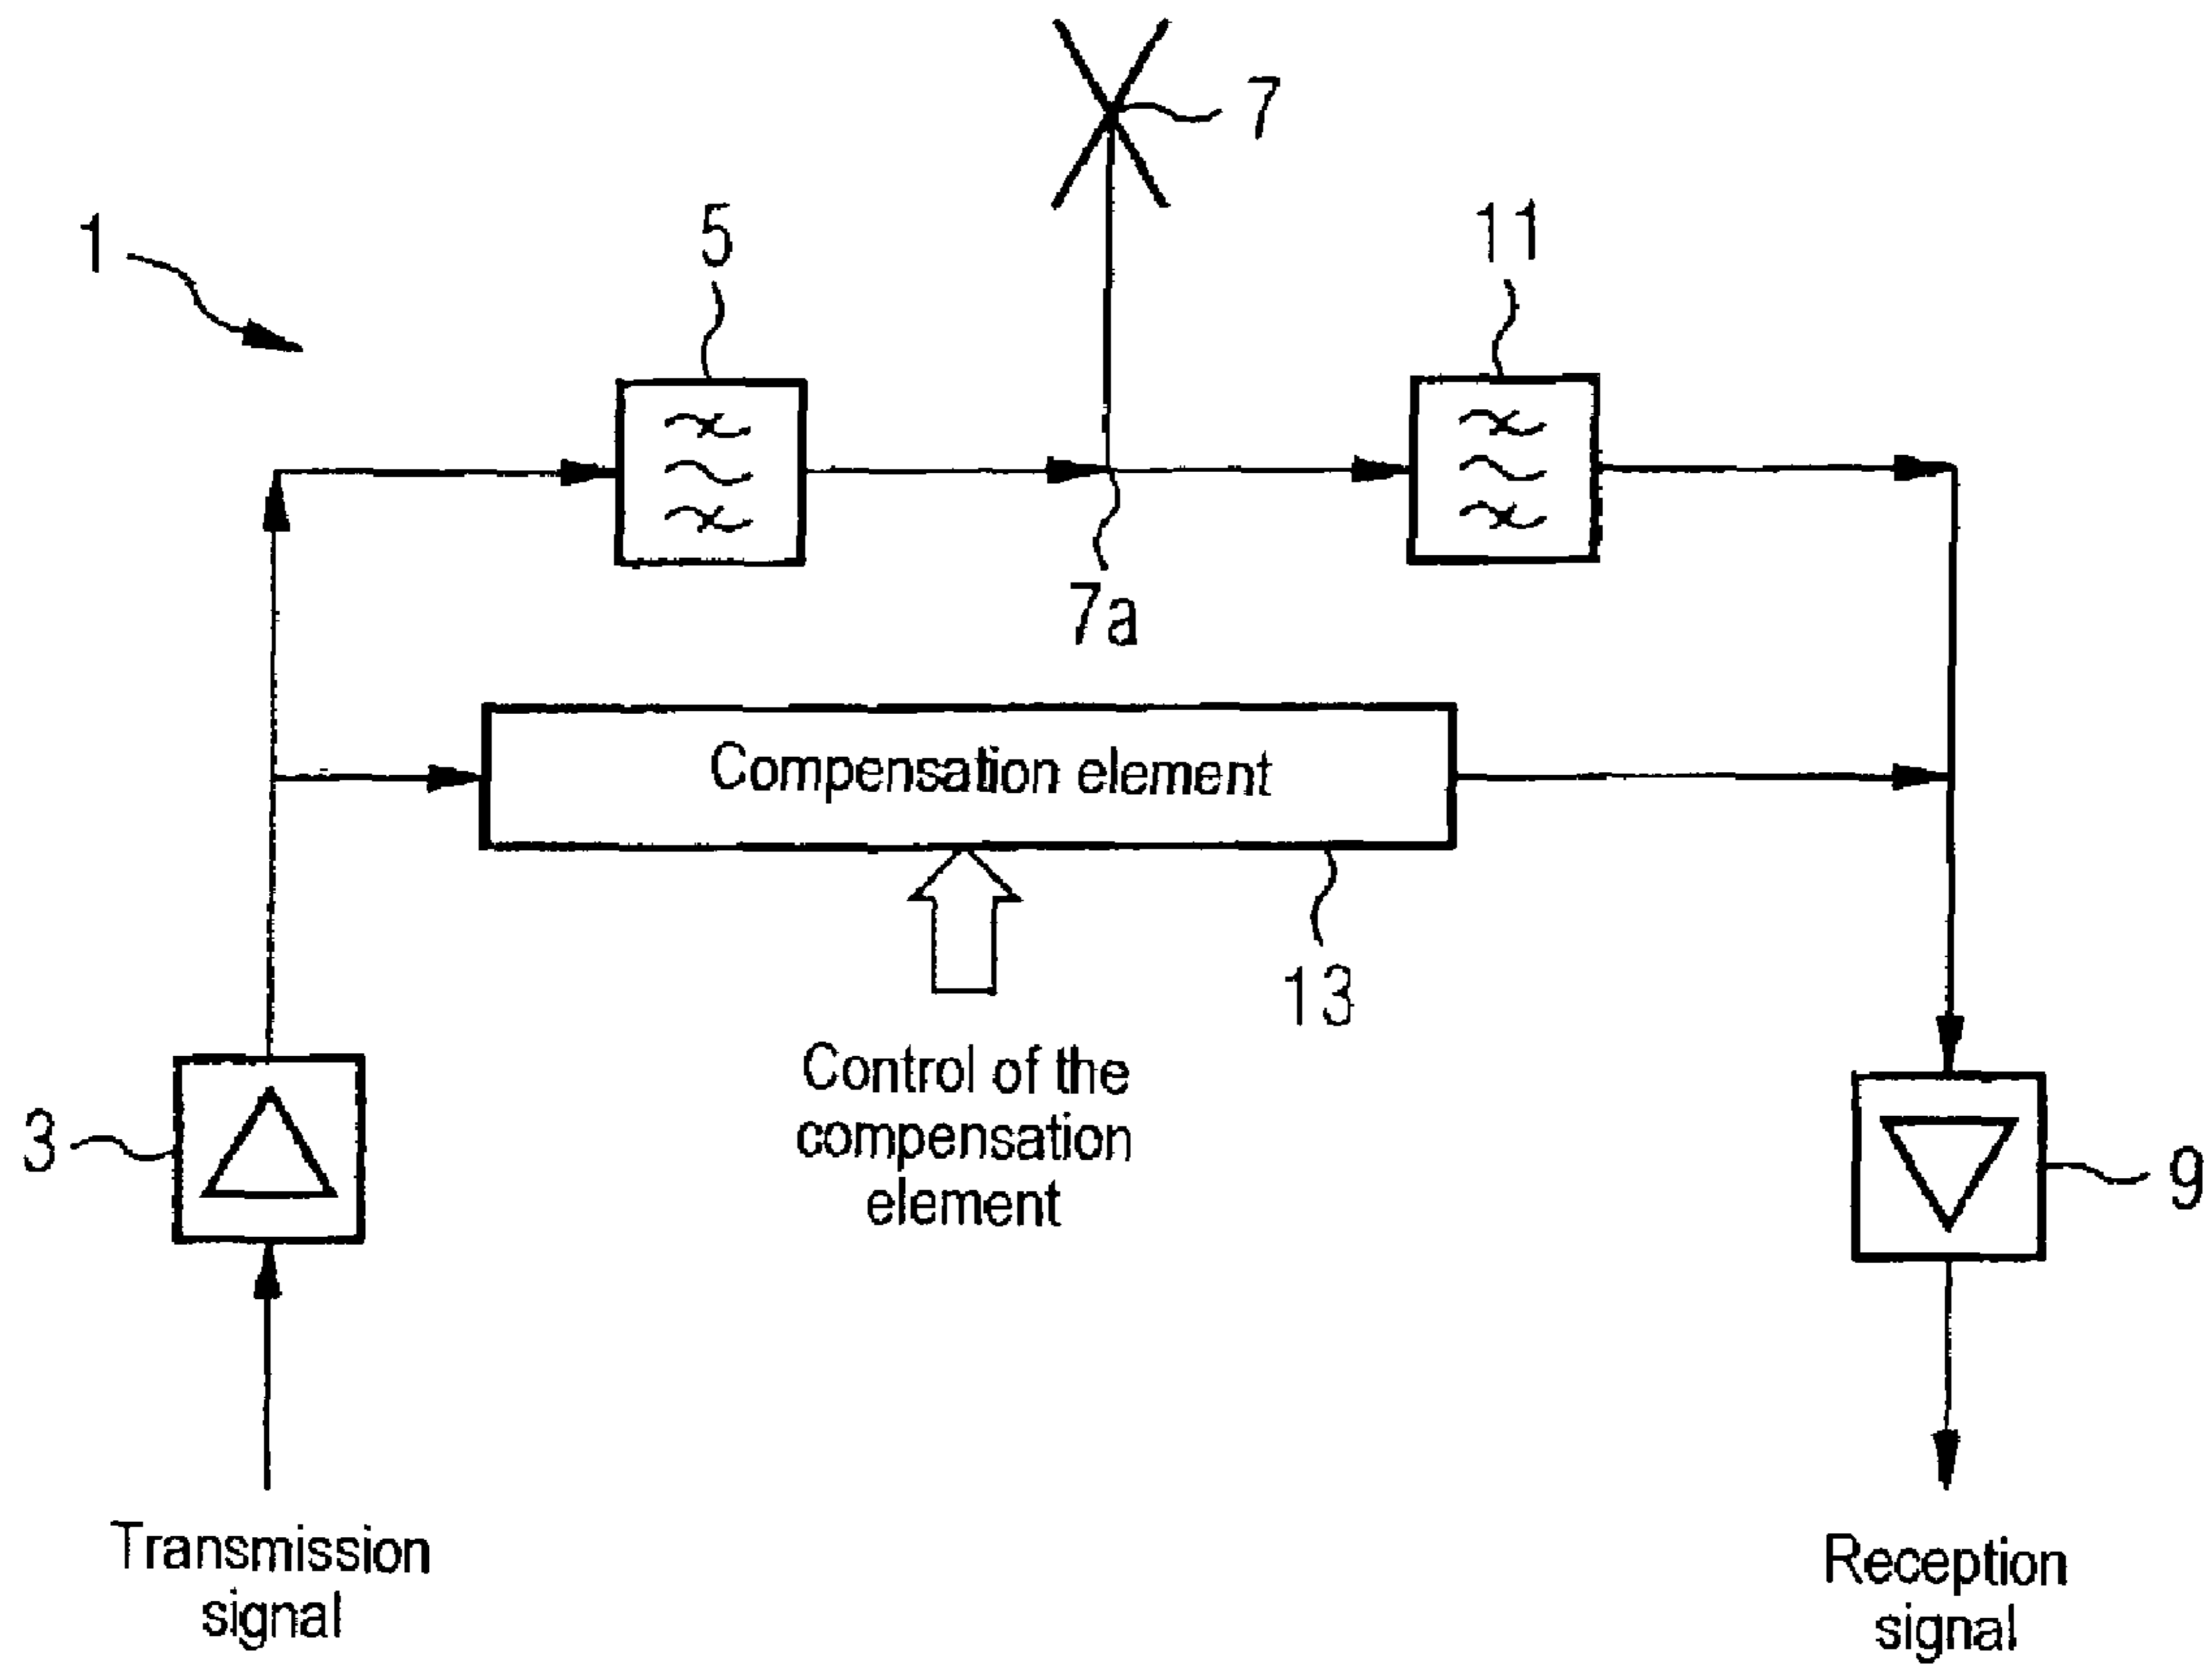 7
1
5
11
7a
Compensation element
13
Control of the
compensation
element
3
9
Transmission
signal
Reception
signal